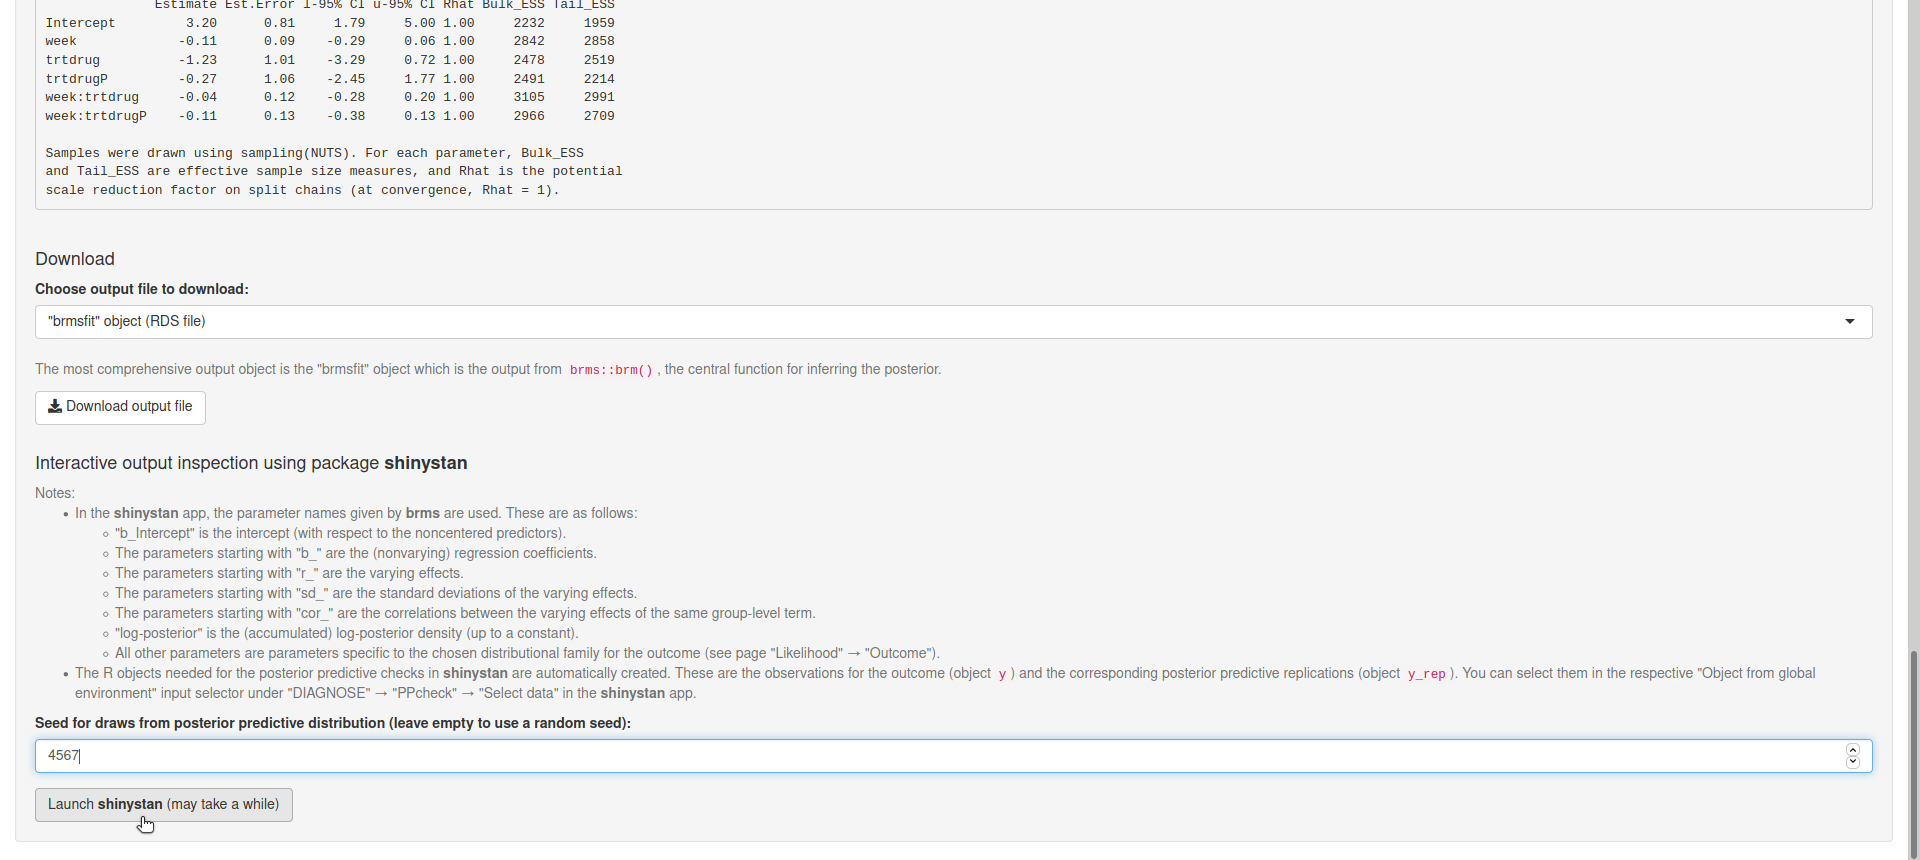 Estimate Est.Error l-95% CI u-95% CI Rhat Bulk_ESS Tail_ESS
Intercept 3.20 0.81 1.79 5.00 1.00 2232 1959
week -0.11 0.09 -0.29 0.06 1.00 2842 2858
trtdrug -1.23 1.01 -3.29 0.72 1.00 2478 2519
trtdrugP -0.27 1.06 -2.45 1.77 1.00 2491 2214
week:trtdrug -0.04 0.12 -0.28 0.20 1.00 3105 2991
week:trtdrugP -0.11 0.13 -0.38 0.13 1.00 2966 2709
Samples were drawn using sampling(NUTS). For each parameter, Bulk_ESS
and Tail_ESS are effective sample size measures, and Rhat is the potential
scale reduction factor on split chains (at convergence, Rhat = 1).
Download
Choose output file to download:
"brmsfit" object (RDS file)
The most comprehensive output object is the "brmsfit" object which is the output from brms::brm() , the central function for inferring the posterior.
Download output file
Interactive output inspection using package shinystan
Notes:
• In the shinystan app, the parameter names given by brms are used. These are as follows:
◦ "b_Intercept" is the intercept (with respect to the noncentered predictors).
◦ The parameters starting with "b_" are the (nonvarying) regression coefficients.
◦ The parameters starting with "r_" are the varying effects.
◦ The parameters starting with "sd_" are the standard deviations of the varying effects.
◦ The parameters starting with "cor_" are the correlations between the varying effects of the same group-level term.
◦ "log-posterior" is the (accumulated) log-posterior density (up to a constant).
◦ All other parameters are parameters specific to the chosen distributional family for the outcome (see page "Likelihood" → "Outcome").
• The R objects needed for the posterior predictive checks in shinystan are automatically created. These are the observations for the outcome (object y ) and the corresponding posterior predictive replications (object y_rep ). You can select them in the respective "Object from global
environment" input selector under "DIAGNOSE" → "PPcheck" → "Select data" in the shinystan app.
Seed for draws from posterior predictive distribution (leave empty to use a random seed):
4567
Launch shinystan (may take a while)